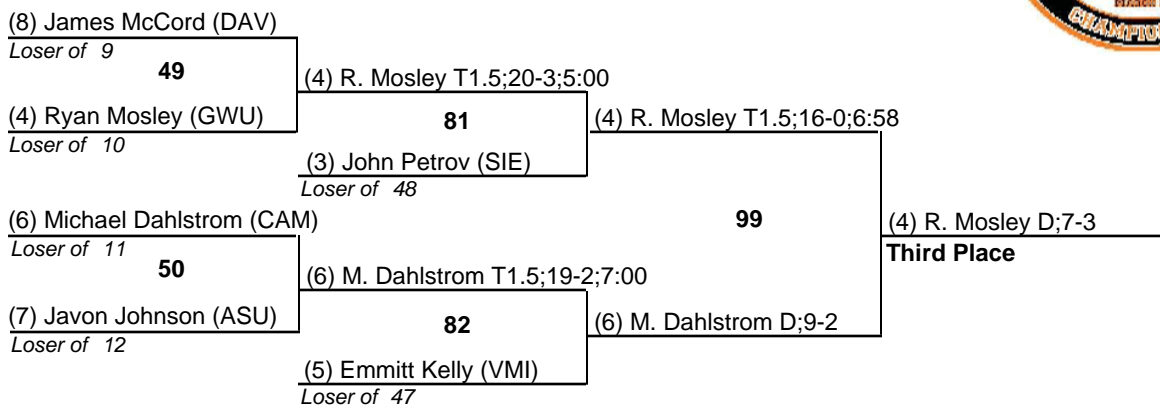 (8) James McCord (DAV)
Loser of 9
49
(4) R. Mosley T1.5;20-3;5:00
(4) Ryan Mosley (GWU)
Loser of 10
81
(4) R. Mosley T1.5;16-0;6:58
(3) John Petrov (SIE)
Loser of 48
(6) Michael Dahlstrom (CAM)
Loser of 11
50
99
(4) R. Mosley D;7-3
Third Place
(6) M. Dahlstrom T1.5;19-2;7:00
(7) Javon Johnson (ASU)
Loser of 12
82
(6) M. Dahlstrom D;9-2
(5) Emmitt Kelly (VMI)
Loser of 47